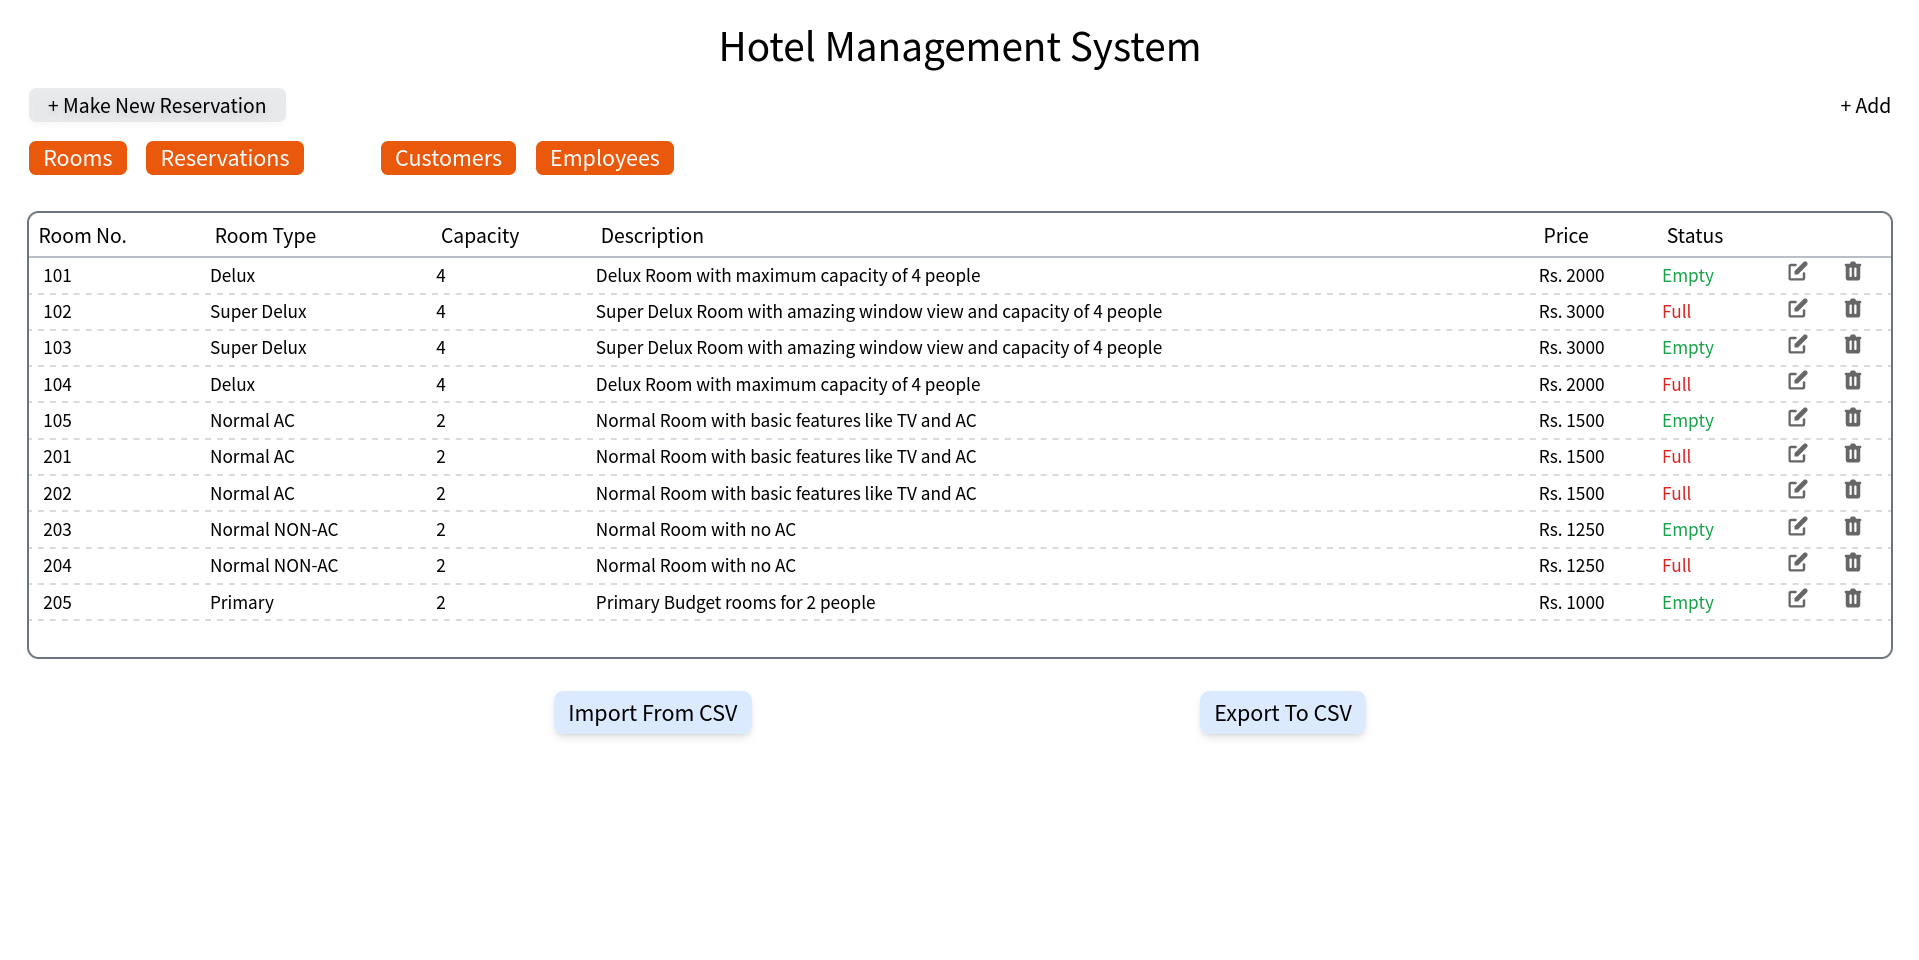 Hotel Management System
+ Make New Reservation + Add
Rooms Reservations Customers Employees
Room No. Room Type Capacity Description Price Status
101 Delux 4 Delux Room with maximum capacity of 4 people Rs. 2000 Empty
102 Super Delux 4 Super Delux Room with amazing window view and capacity of 4 people Rs. 3000 Full
103 Super Delux 4 Super Delux Room with amazing window view and capacity of 4 people Rs. 3000 Empty
104 Delux 4 Delux Room with maximum capacity of 4 people Rs. 2000 Full
105 Normal AC 2 Normal Room with basic features like TV and AC Rs. 1500 Empty
201 Normal AC 2 Normal Room with basic features like TV and AC Rs. 1500 Full
202 Normal AC 2 Normal Room with basic features like TV and AC Rs. 1500 Full
203 Normal NON-AC 2 Normal Room with no AC Rs. 1250 Empty
204 Normal NON-AC 2 Normal Room with no AC Rs. 1250 Full
205 Primary 2 Primary Budget rooms for 2 people Rs. 1000 Empty
Import From CSV Export To CSV